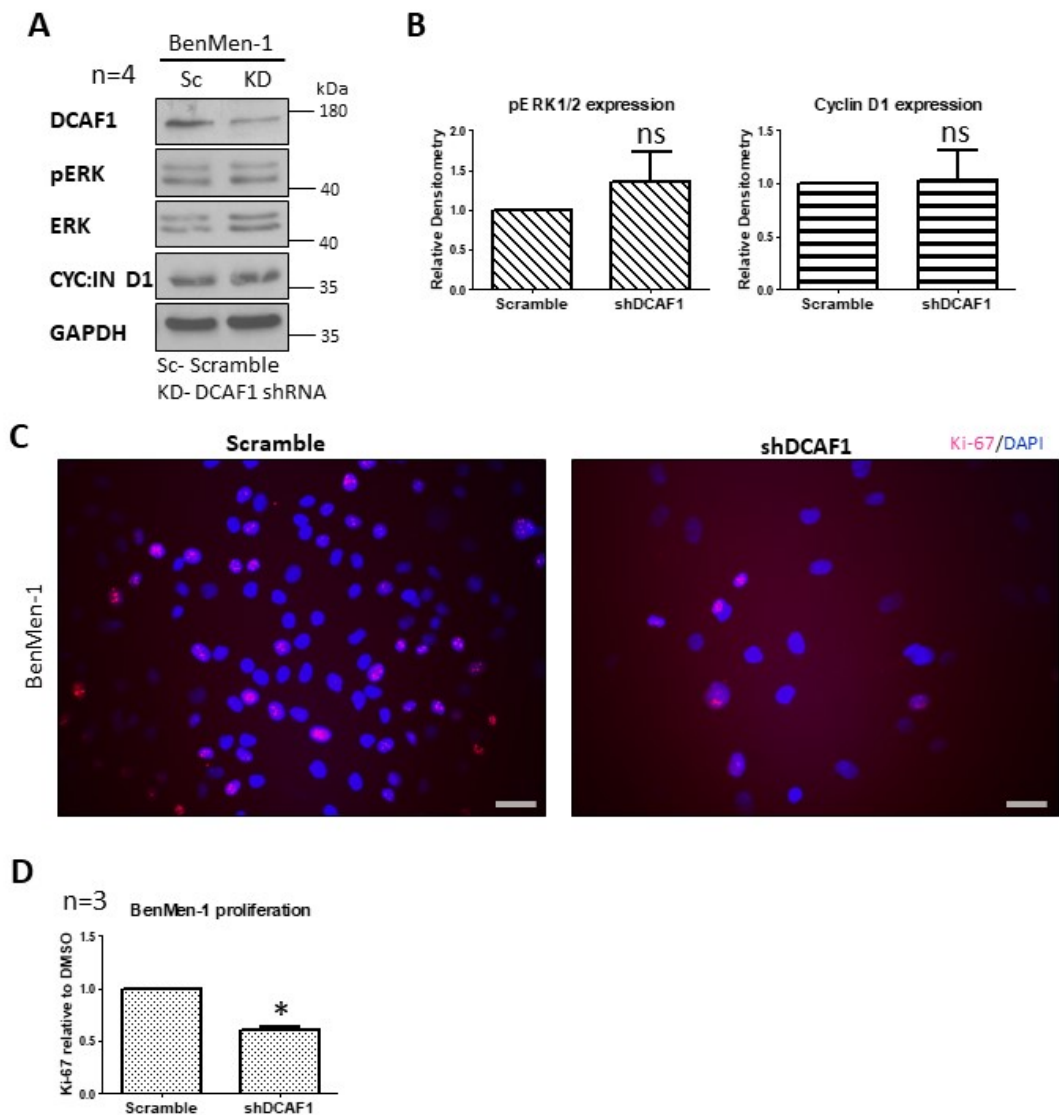 A
BenMen-1
n=4
Sc KD
kDa
DCAF1
180
pERK
40
ERK
40
CYC:IN D1
35
GAPDH
35
Sc- Scramble
KD- DCAF1 shRNA
B
pERK1/2 expression
Relative Densitometry
2.0
1.5
1.0
0.5
0.0
ns
Scramble shDCAF1
Cyclin D1 expression
Relative Densitometry
1.5
1.0
0.5
0.0
ns
Scramble shDCAF1
C
Scramble
shDCAF1
Ki-67/DAPI
BenMen-1
D
n=3
BenMen-1 proliferation
Ki-67 relative to DMSO
1.5
1.0
0.5
0.0
*
Scramble shDCAF1